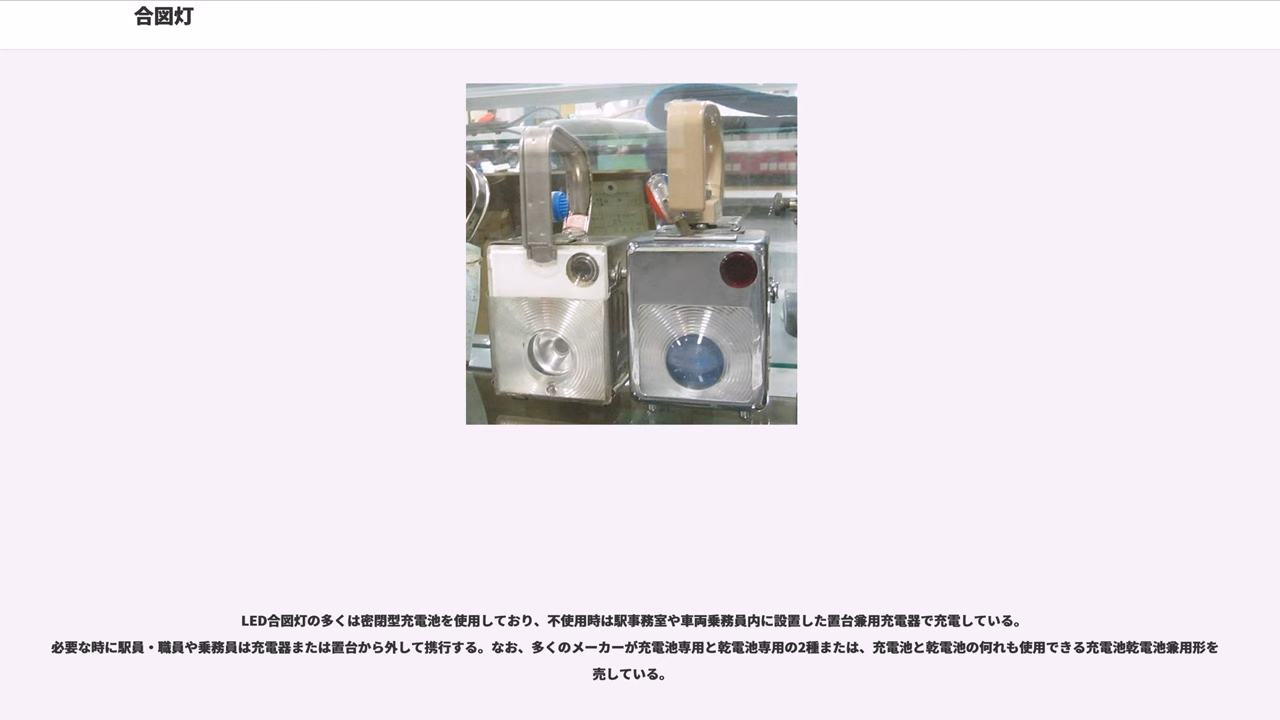 合図灯
LED合図灯の多くは密閉型充電池を使用しており、不使用時は駅事務室や車両乗務員内に設置した置台兼用充電器で充電している。
必要な時に駅員・職員や乗務員は充電器または置台から外して携行する。なお、多くのメーカーが充電池専用と乾電池専用の2種または、充電池と乾電池の何れも使用できる充電池乾電池兼用形を
売している。